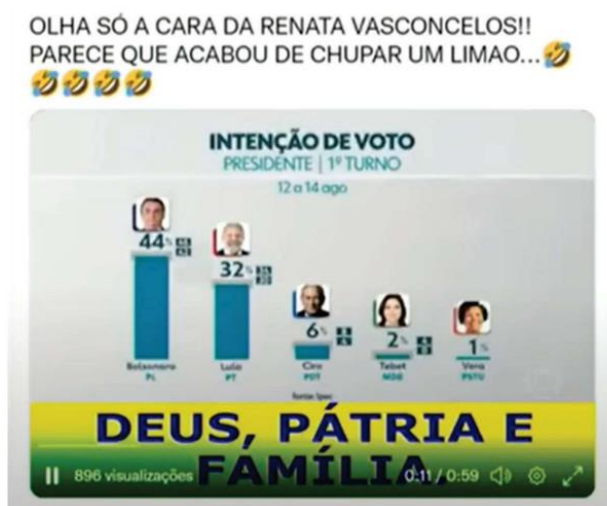 OLHA SÓ A CARA DA RENATA VASCONCELOS!!
PARECE QUE ACABOU DE CHUPAR UM LIMAO...🤣
🤣🤣🤣🤣
INTENÇÃO DE VOTO
PRESIDENTE | 1º TURNO
12 a 14 ago
44%
32%
6%
2%
1%
Bolsonaro
PL
Lula
PT
Ciro
PDT
Tebet
MDB
Vera
PSTU
Fonte: Ipec
DEUS, PÁTRIA E
FAMÍLIA
896 visualizações
0:11 / 0:59